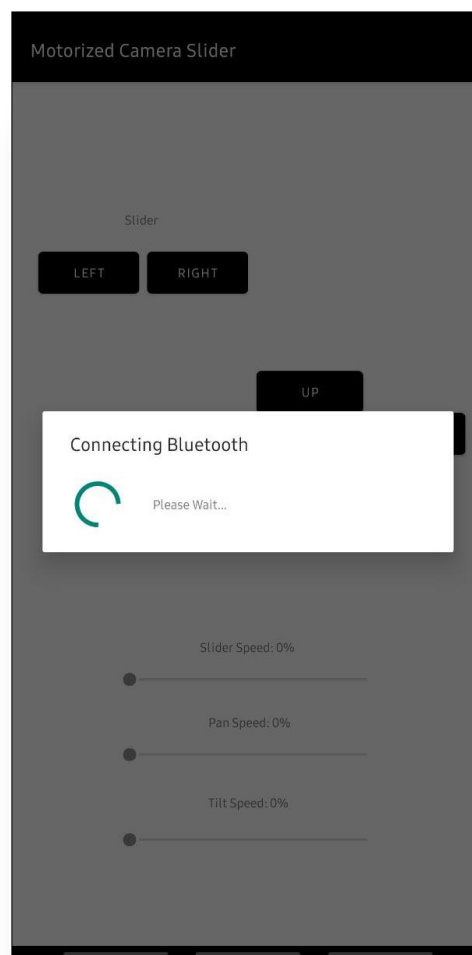 Motorized Camera Slider
Slider
LEFT RIGHT
UP
Connecting Bluetooth
Please Wait...
Slider Speed: 0%
Pan Speed: 0%
Tilt Speed: 0%